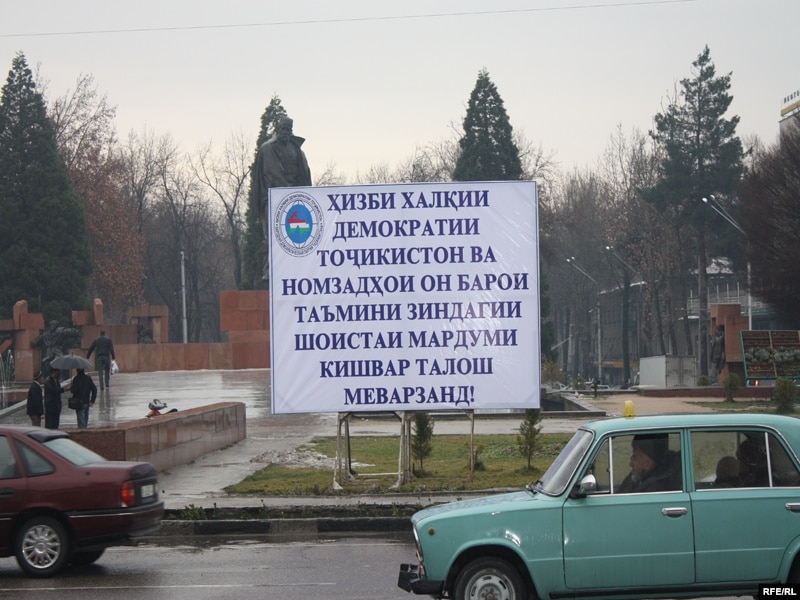 ҲИЗБИ ХАЛҚИИ
ДЕМОКРАТИИ
ТОҶИКИСТОН ВА
НОМЗАДҲОИ ОН БАРОИ
ТАЪМИНИ ЗИНДАГИИ
ШОИСТАИ МАРДУМИ
КИШВАР ТАЛОШ
МЕВАРЗАНД!
RFE/RL